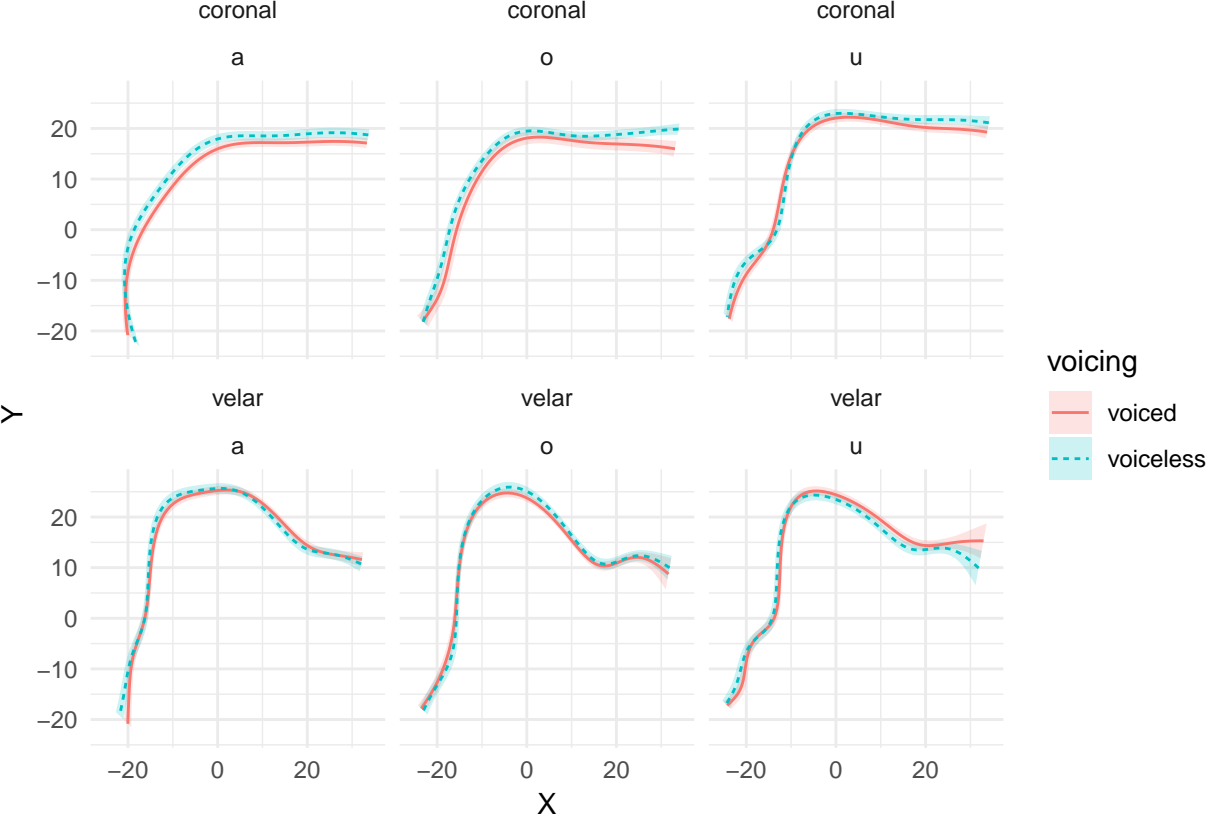 coronal coronal coronal
a o u
20
10
0
−10
−20
velar velar velar
a o u
20
10
0
−10
−20
−20 0 20 −20 0 20 −20 0 20
X
Y
voicing
voiced
voiceless